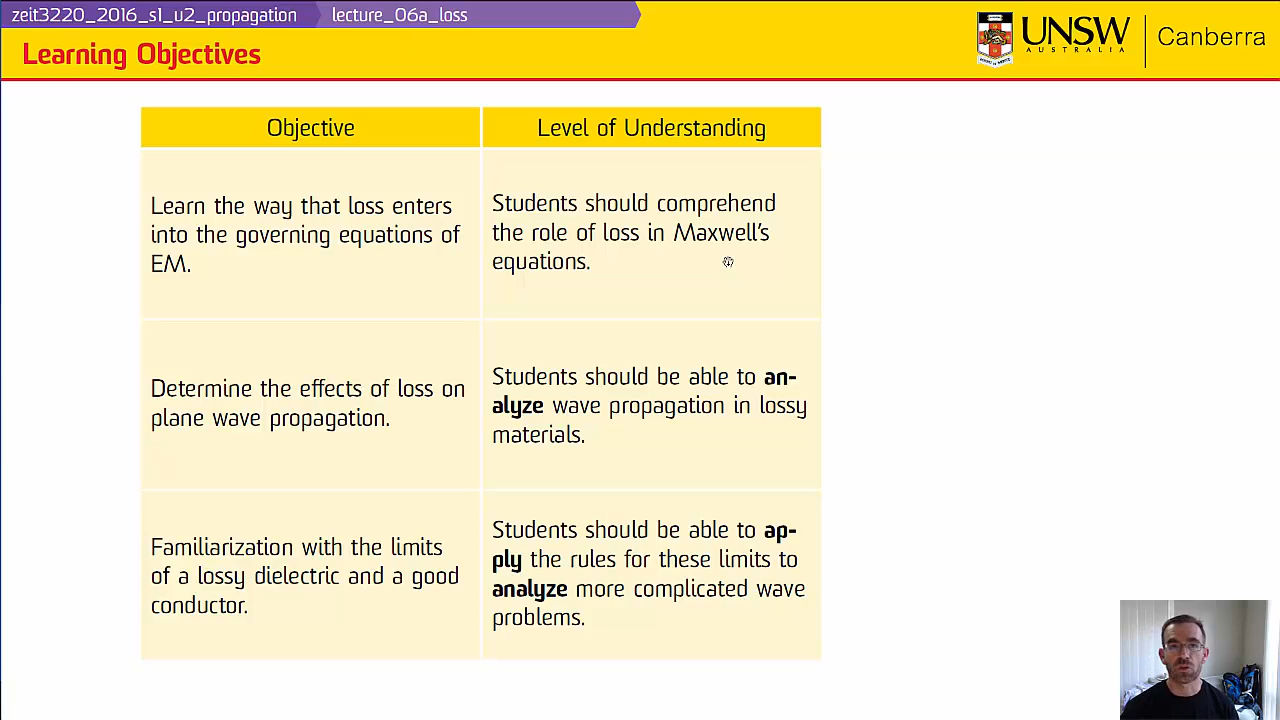 zeit3220_2016_s1_u2_propagation lecture_06a_loss
Learning Objectives
UNSW
AUSTRALIA
Canberra
Objective
Level of Understanding
Learn the way that loss enters
into the governing equations of
EM.
Students should comprehend
the role of loss in Maxwell's
equations.
Determine the effects of loss on
plane wave propagation.
Students should be able to an-
alyze wave propagation in lossy
materials.
Familiarization with the limits
of a lossy dielectric and a good
conductor.
Students should be able to ap-
ply the rules for these limits to
analyze more complicated wave
problems.